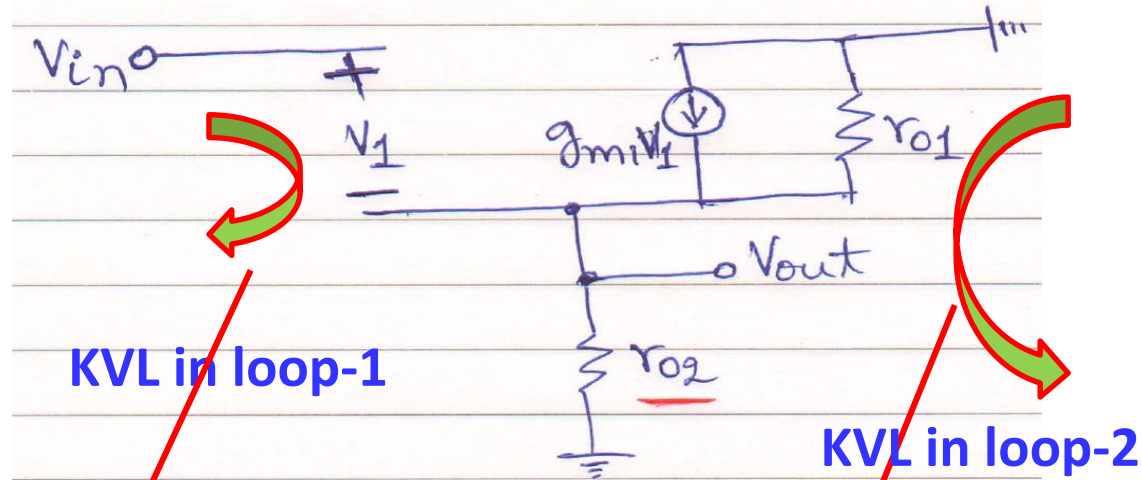 Vin
+
V1
−
gm1V1
ro1
Vout
ro2
KVL in loop-1
KVL in loop-2